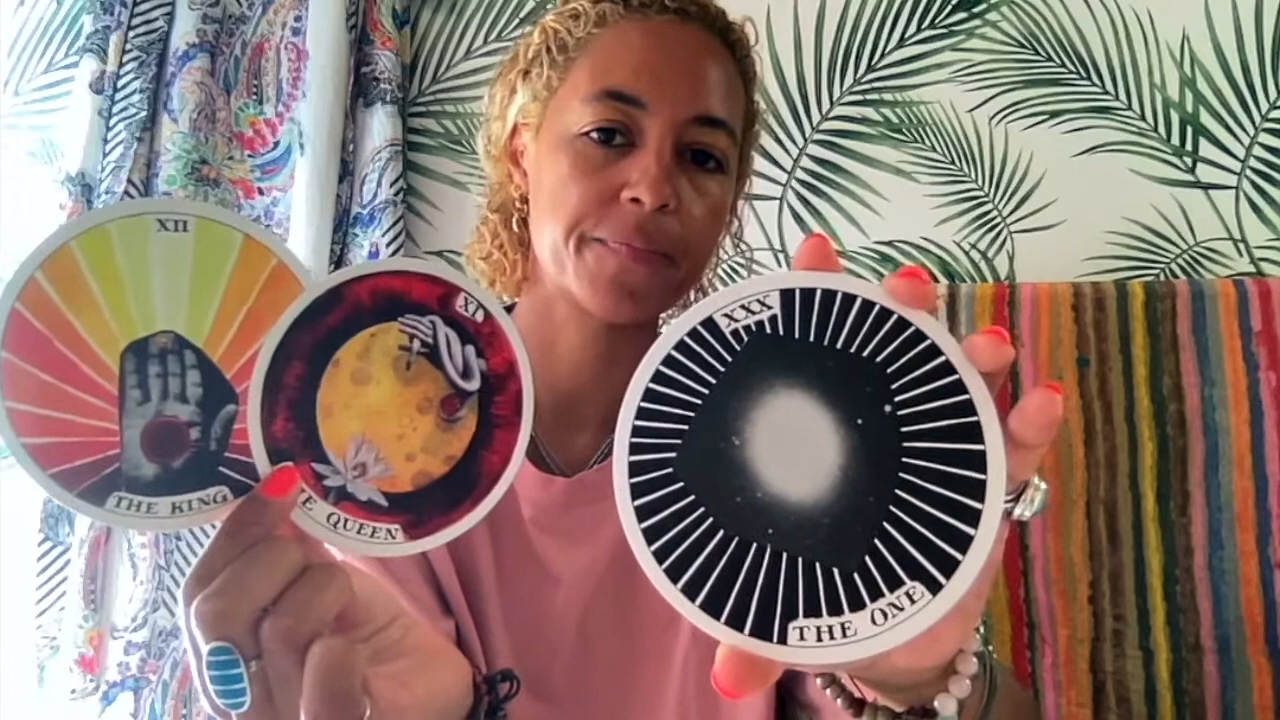 XII
THE KING
XI
E QUEEN
XXX
THE ONE